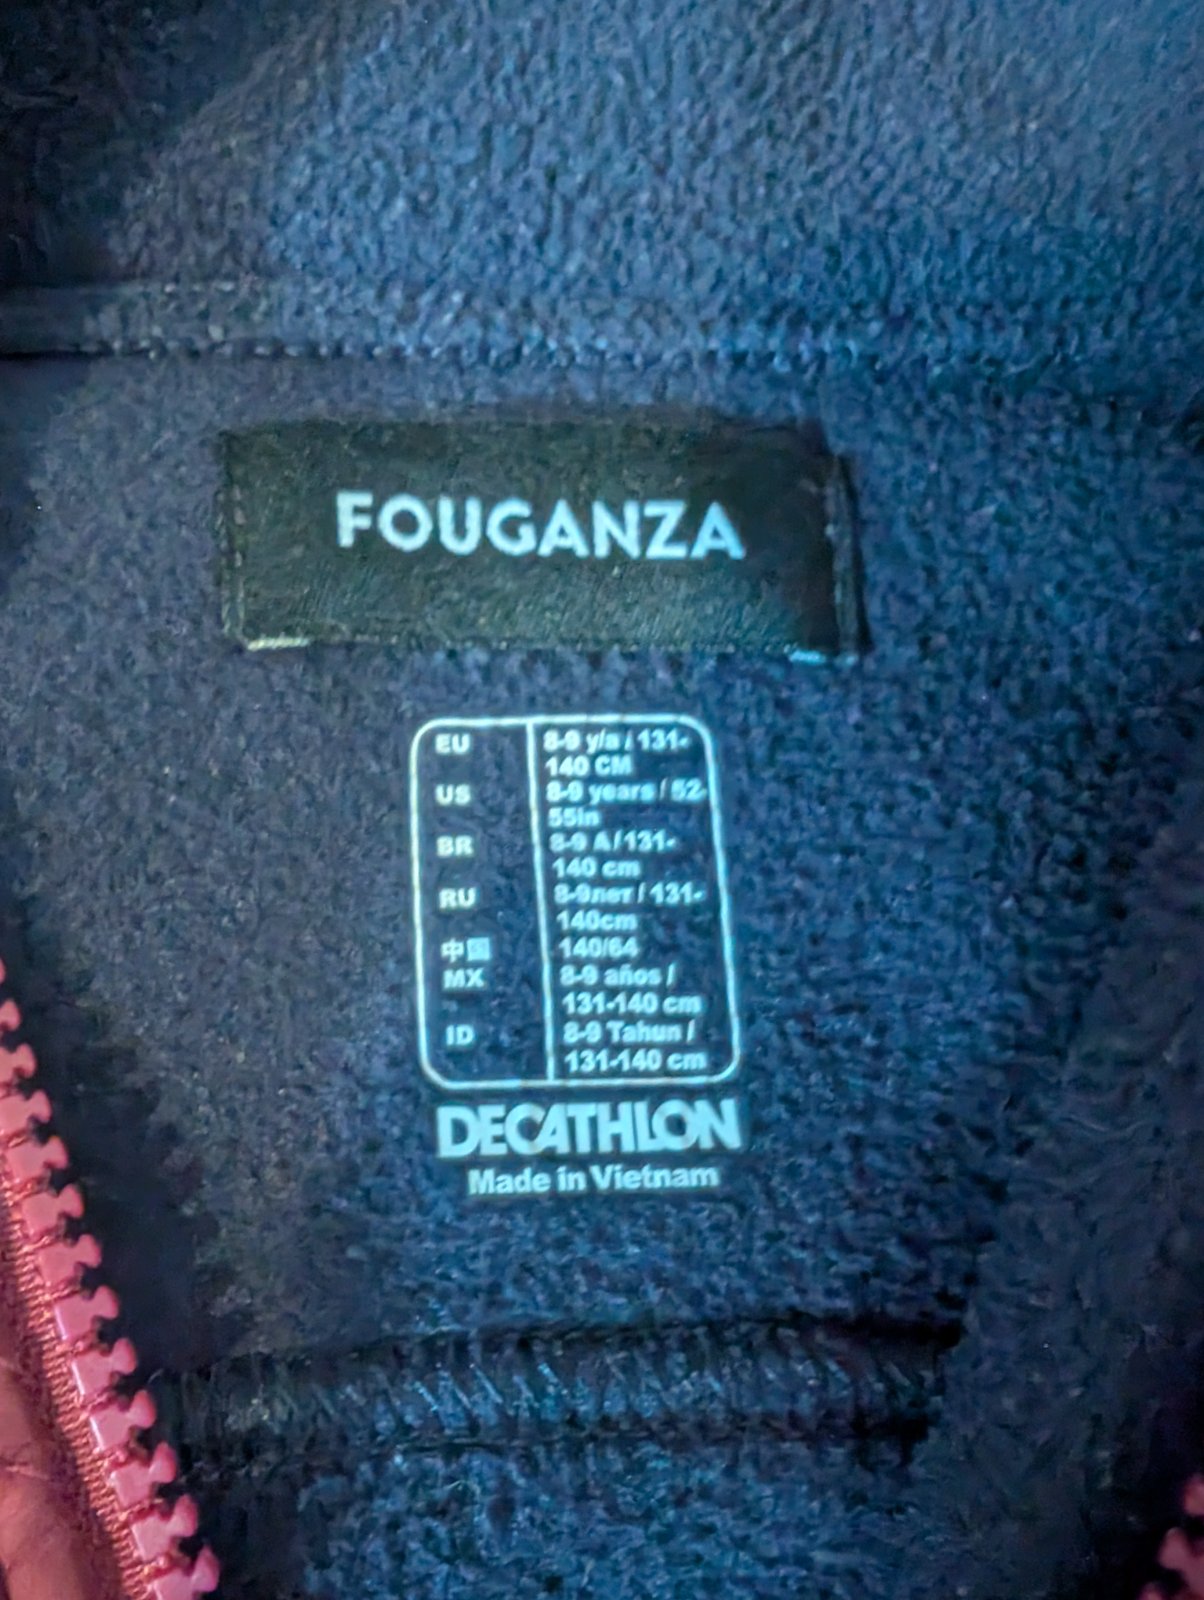 FOUGANZA
EU 8-9 y/a / 131-
140 CM
US 8-9 years / 52-
55in
BR 8-9 A / 131-
140 cm
RU 8-9лет / 131-
140cm
中国 140/64
MX 8-9 años /
131-140 cm
ID 8-9 Tahun /
131-140 cm
DECATHLON
Made in Vietnam